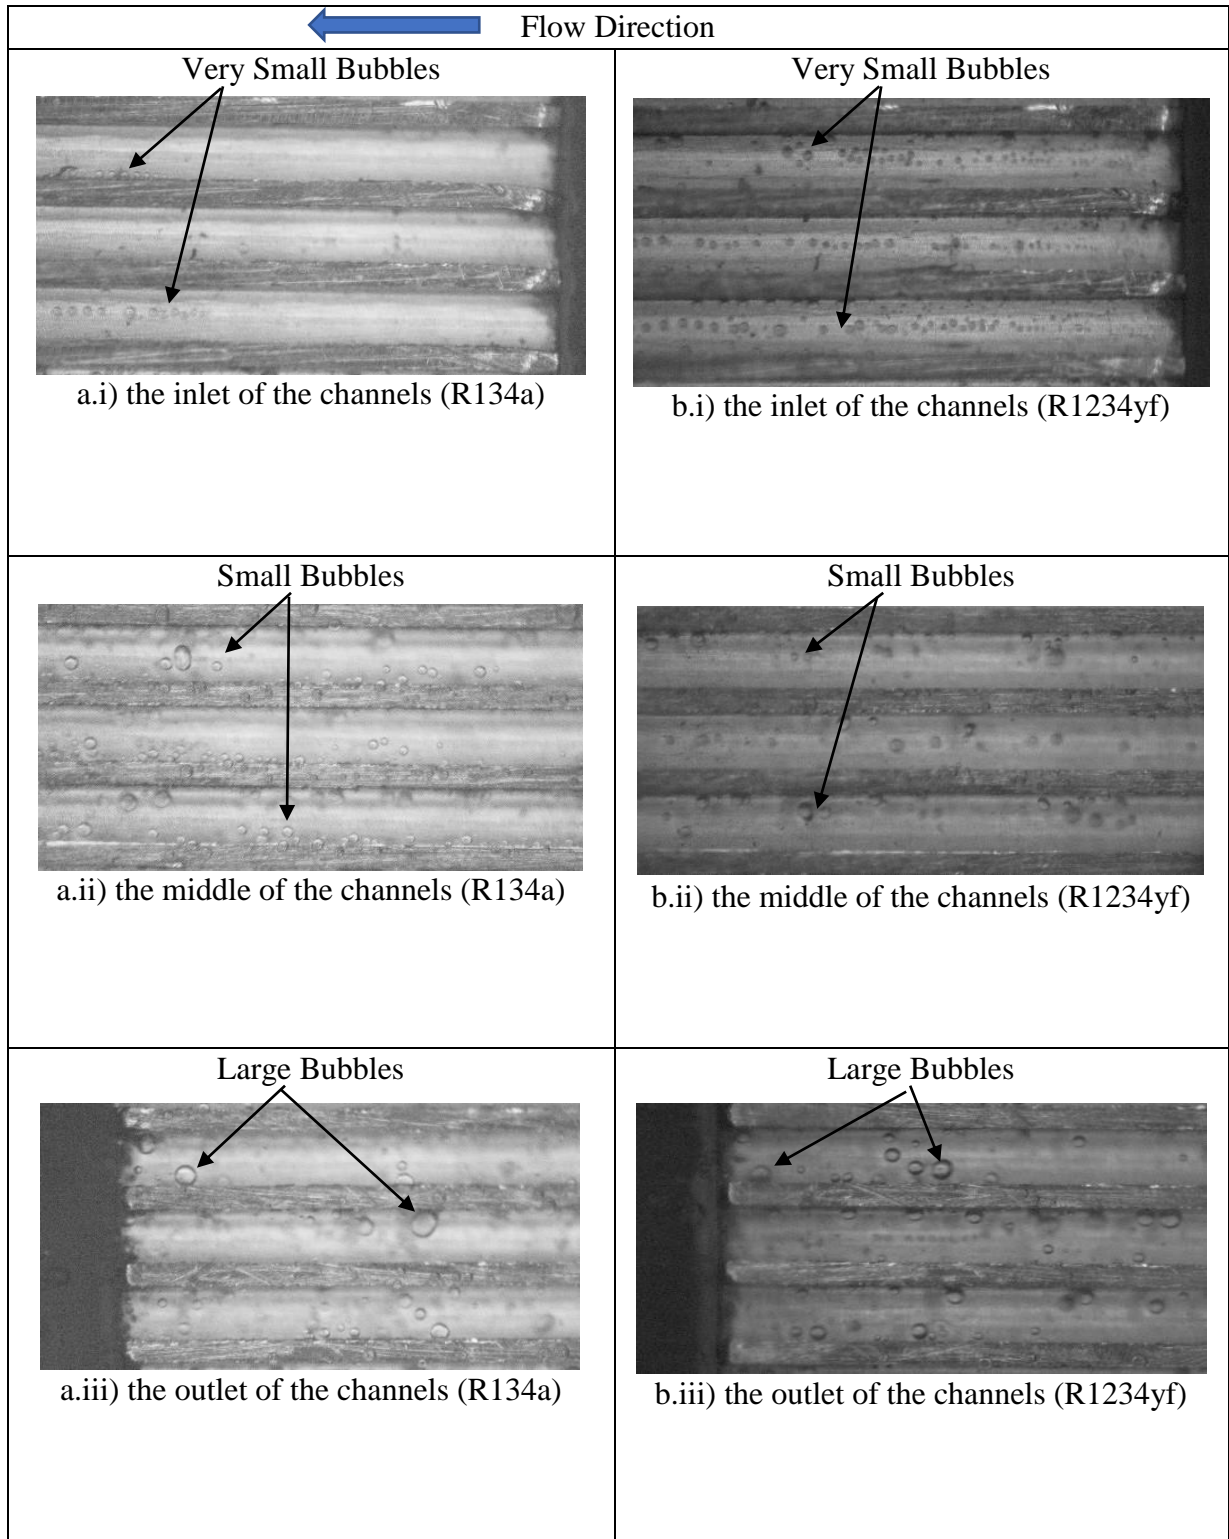 Flow Direction
Very Small Bubbles
a.i) the inlet of the channels (R134a)
Very Small Bubbles
b.i) the inlet of the channels (R1234yf)
Small Bubbles
a.ii) the middle of the channels (R134a)
Small Bubbles
b.ii) the middle of the channels (R1234yf)
Large Bubbles
a.iii) the outlet of the channels (R134a)
Large Bubbles
b.iii) the outlet of the channels (R1234yf)